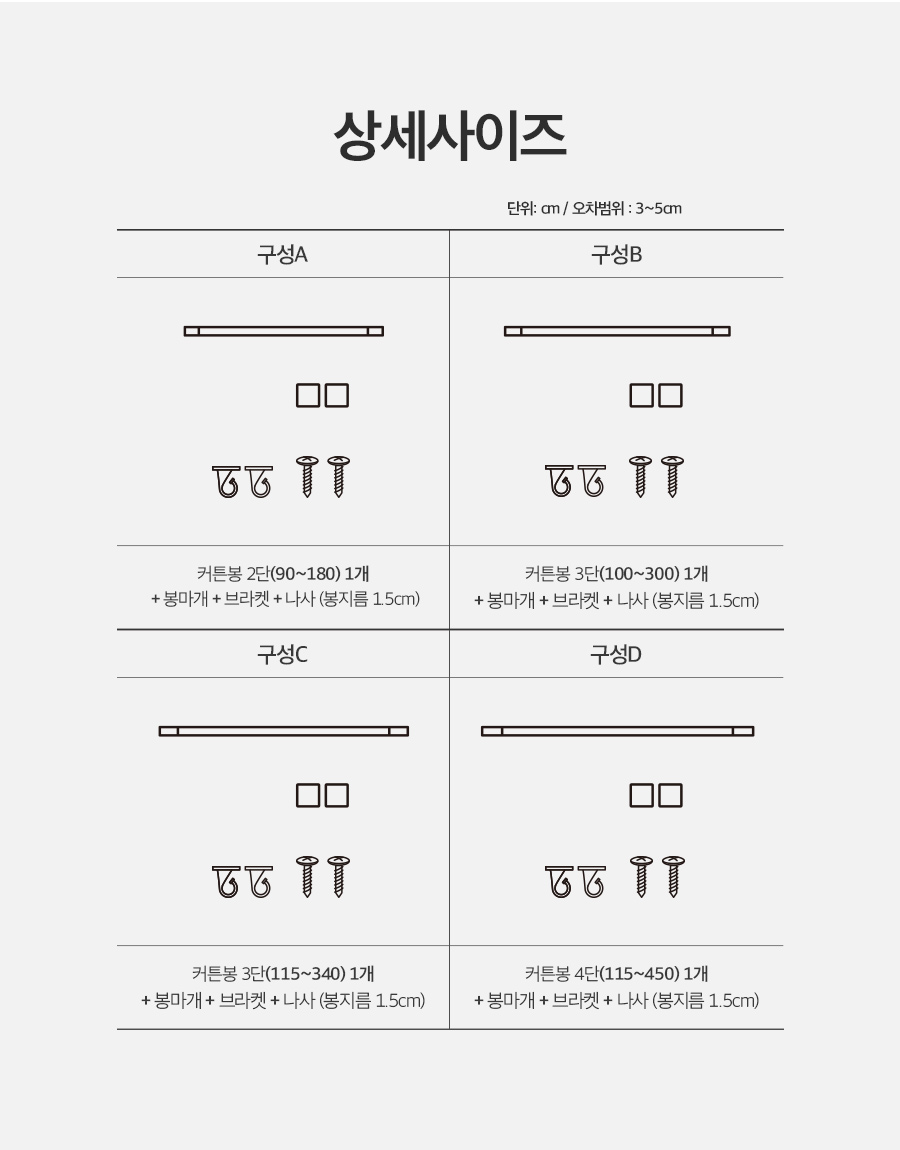 상세사이즈
단위: cm / 오차범위 : 3~5cm
구성A
구성B
커튼봉 2단(90~180) 1개
+ 봉마개 + 브라켓 + 나사 (봉지름 1.5cm)
커튼봉 3단(100~300) 1개
+ 봉마개 + 브라켓 + 나사 (봉지름 1.5cm)
구성C
구성D
커튼봉 3단(115~340) 1개
+ 봉마개 + 브라켓 + 나사 (봉지름 1.5cm)
커튼봉 4단(115~450) 1개
+ 봉마개 + 브라켓 + 나사 (봉지름 1.5cm)